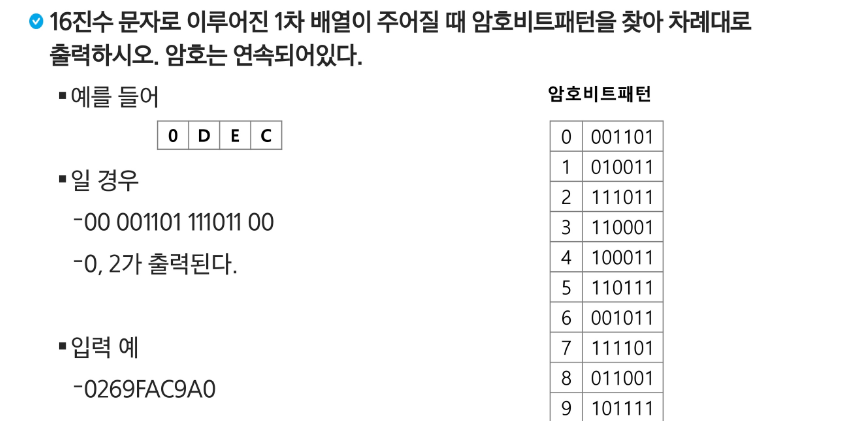 16진수 문자로 이루어진 1차 배열이 주어질 때 암호비트패턴을 찾아 차례대로
출력하시오. 암호는 연속되어있다.
▪예를 들어
0 D E C
▪일 경우
-00 001101 111011 00
-0, 2가 출력된다.
▪입력 예
-0269FAC9A0
암호비트패턴
0 001101
1 010011
2 111011
3 110001
4 100011
5 110111
6 001011
7 111101
8 011001
9 101111